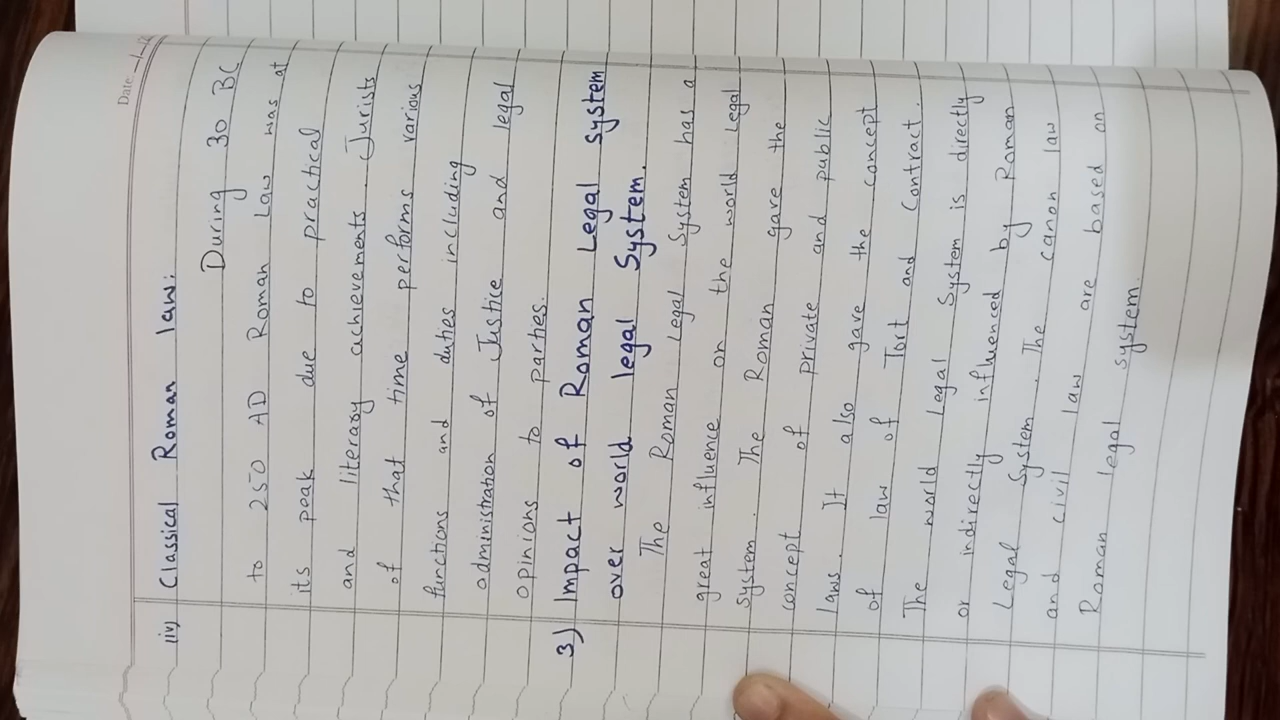 Date
(iv) Classical Roman law:
During 30 BC
to 250 AD Roman Law was at
its peak due to practical
and literary achievements. Jurists
of that time performs various
functions and duties including
administration of Justice and legal
opinions to parties.
3) Impact of Roman Legal system
over world legal System.
The Roman Legal System has a
great influence on the world Legal
system. The Roman gave the
concept of private and public
laws. It also gave the concept
of law of Tort and Contract.
The world Legal System is directly
or indirectly influenced by Roman
Legal System. The canon law
and civil law are based on
Roman legal system.